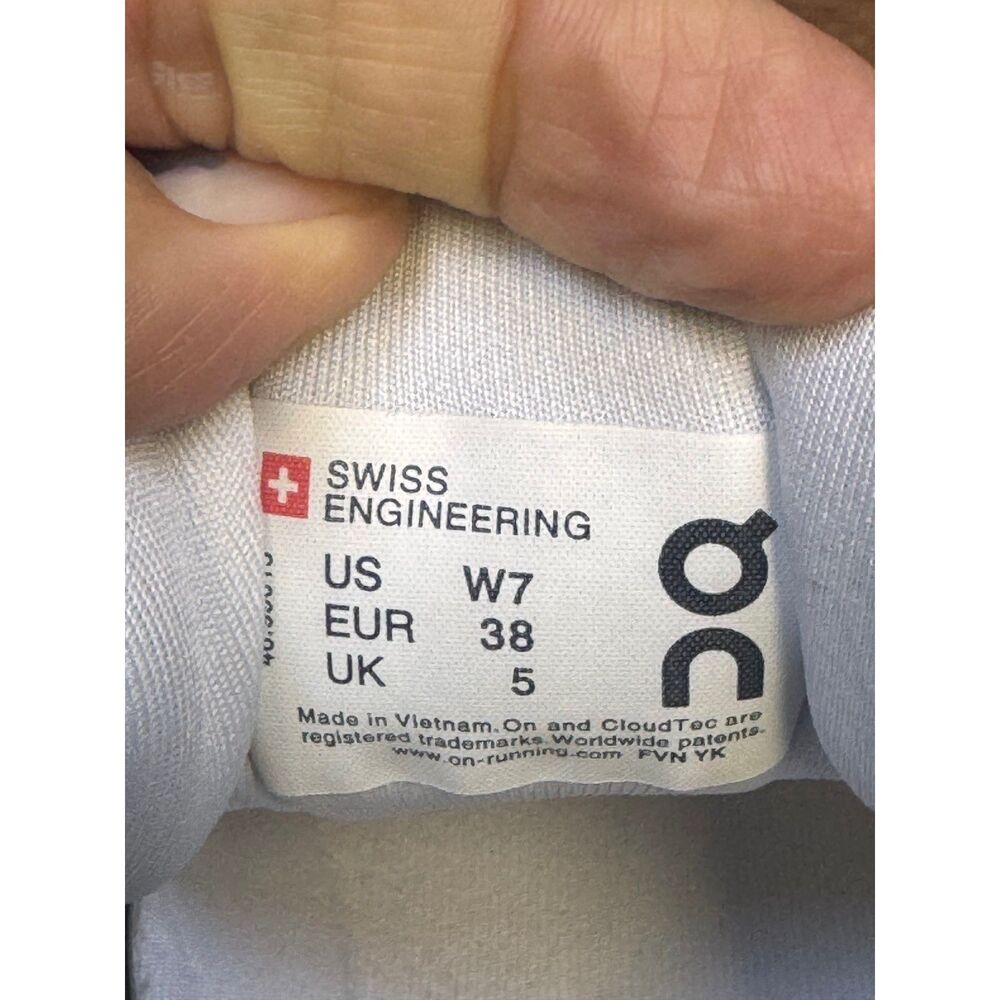 SWISS
ENGINEERING
US W7
EUR 38
UK 5
Made in Vietnam. On and CloudTec are
registered trademarks. Worldwide patents.
www.on-running.com FVN YK
On